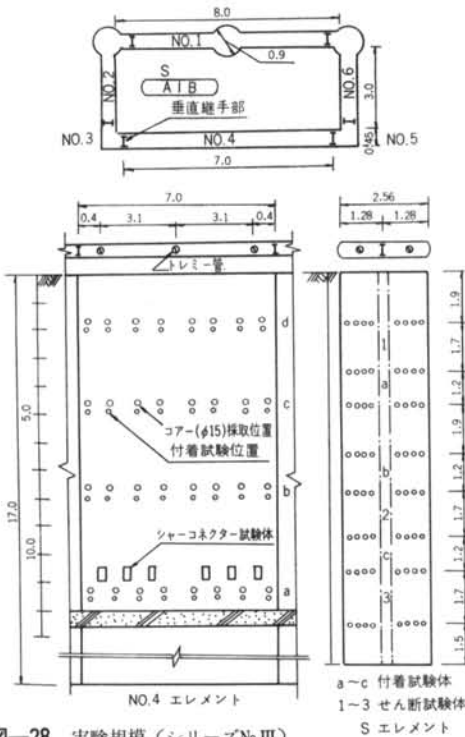 8.0
NO.1
0.9
NO.2
S
A I B
垂直継手部
NO.6
3.0
NO.3
NO.4
0.45
NO.5
7.0
7.0
0.4 3.1 3.1 0.4
トレミー管
2.56
1.28 1.28
d
c
コアー(φ15)採取位置
付着試験位置
b
シャーコネクター試験体
a
5.0
17.0
10.0
NO.4 エレメント
1
a
b
2
c
3
1.9
1.7
1.2
1.9
1.2
1.7
1.2
1.7
1.5
a~c 付着試験体
1~3 せん断試験体
S エレメント
図—28 実験規模(シリーズ№Ⅲ)